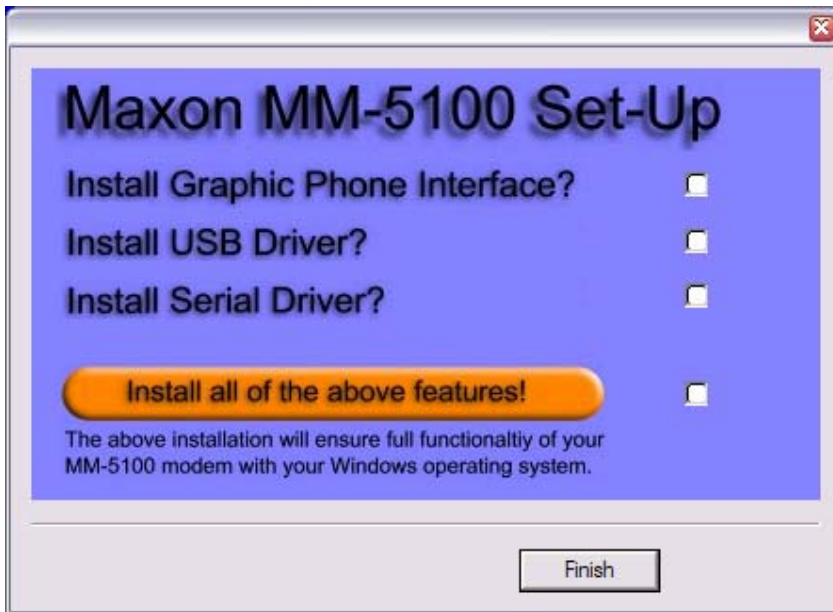 Maxon MM-5100 Set-Up
Install Graphic Phone Interface?
Install USB Driver?
Install Serial Driver?
Install all of the above features!
The above installation will ensure full functionaltiy of your
MM-5100 modem with your Windows operating system.
Finish